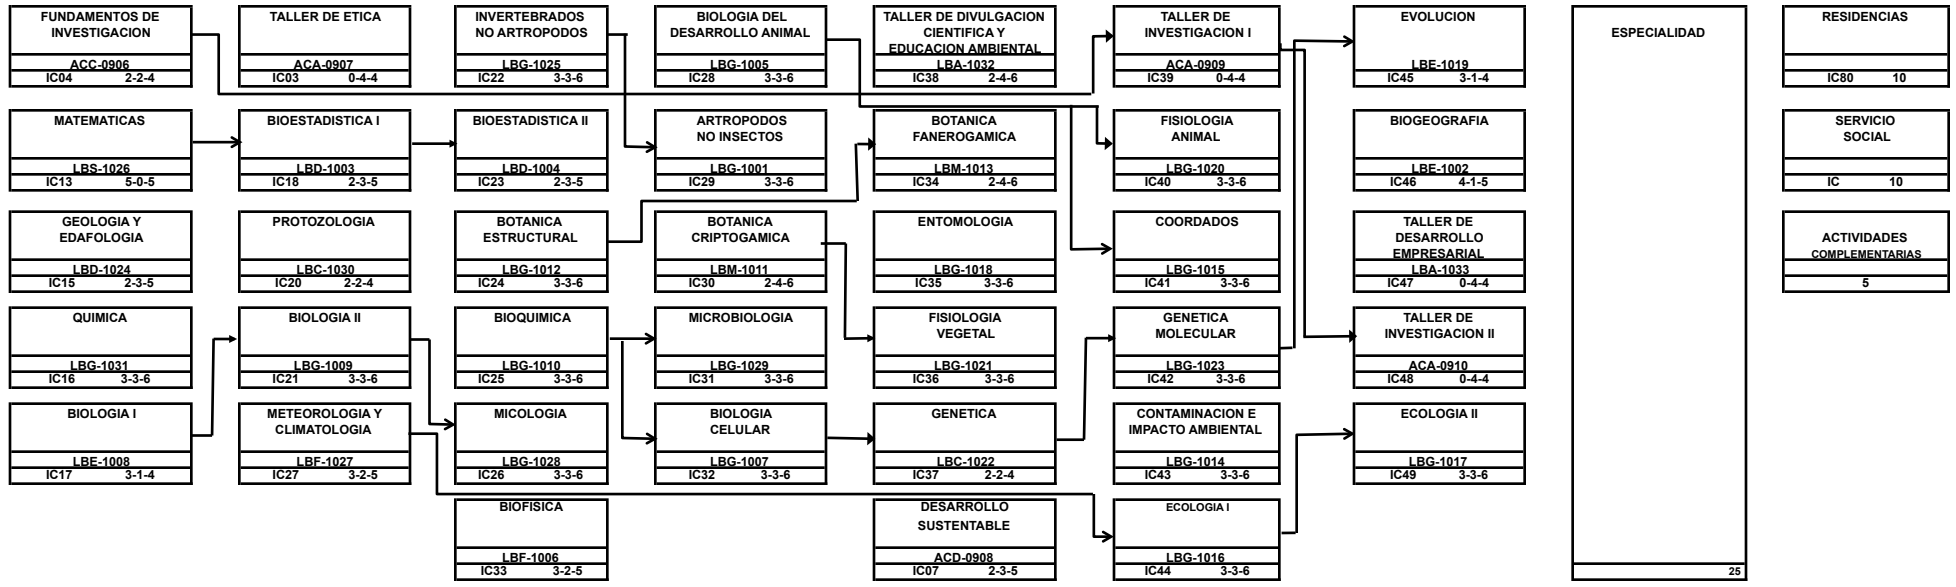 FUNDAMENTOS DE
INVESTIGACION
ACC-0906
IC04 2-2-4
TALLER DE ETICA
ACA-0907
IC03 0-4-4
INVERTEBRADOS
NO ARTROPODOS
LBG-1025
IC22 3-3-6
BIOLOGIA DEL
DESARROLLO ANIMAL
LBG-1005
IC28 3-3-6
TALLER DE DIVULGACION
CIENTIFICA Y
EDUCACION AMBIENTAL
LBA-1032
IC38 2-4-6
TALLER DE
INVESTIGACION I
ACA-0909
IC39 0-4-4
EVOLUCION
LBE-1019
IC45 3-1-4
ESPECIALIDAD
25
RESIDENCIAS
IC80 10
MATEMATICAS
LBS-1026
IC13 5-0-5
BIOESTADISTICA I
LBD-1003
IC18 2-3-5
BIOESTADISTICA II
LBD-1004
IC23 2-3-5
ARTROPODOS
NO INSECTOS
LBG-1001
IC29 3-3-6
BOTANICA
FANEROGAMICA
LBM-1013
IC34 2-4-6
FISIOLOGIA
ANIMAL
LBG-1020
IC40 3-3-6
BIOGEOGRAFIA
LBE-1002
IC46 4-1-5
SERVICIO
SOCIAL
IC 10
GEOLOGIA Y
EDAFOLOGIA
LBD-1024
IC15 2-3-5
PROTOZOLOGIA
LBC-1030
IC20 2-2-4
BOTANICA
ESTRUCTURAL
LBG-1012
IC24 3-3-6
BOTANICA
CRIPTOGAMICA
LBM-1011
IC30 2-4-6
ENTOMOLOGIA
LBG-1018
IC35 3-3-6
COORDADOS
LBG-1015
IC41 3-3-6
TALLER DE
DESARROLLO
EMPRESARIAL
LBA-1033
IC47 0-4-4
ACTIVIDADES
COMPLEMENTARIAS
5
QUIMICA
LBG-1031
IC16 3-3-6
BIOLOGIA II
LBG-1009
IC21 3-3-6
BIOQUIMICA
LBG-1010
IC25 3-3-6
MICROBIOLOGIA
LBG-1029
IC31 3-3-6
FISIOLOGIA
VEGETAL
LBG-1021
IC36 3-3-6
GENETICA
MOLECULAR
LBG-1023
IC42 3-3-6
TALLER DE
INVESTIGACION II
ACA-0910
IC48 0-4-4
BIOLOGIA I
LBE-1008
IC17 3-1-4
METEOROLOGIA Y
CLIMATOLOGIA
LBF-1027
IC27 3-2-5
MICOLOGIA
LBG-1028
IC26 3-3-6
BIOLOGIA
CELULAR
LBG-1007
IC32 3-3-6
GENETICA
LBC-1022
IC37 2-2-4
CONTAMINACION E
IMPACTO AMBIENTAL
LBG-1014
IC43 3-3-6
ECOLOGIA II
LBG-1017
IC49 3-3-6
BIOFISICA
LBF-1006
IC33 3-2-5
DESARROLLO
SUSTENTABLE
ACD-0908
IC07 2-3-5
ECOLOGIA I
LBG-1016
IC44 3-3-6